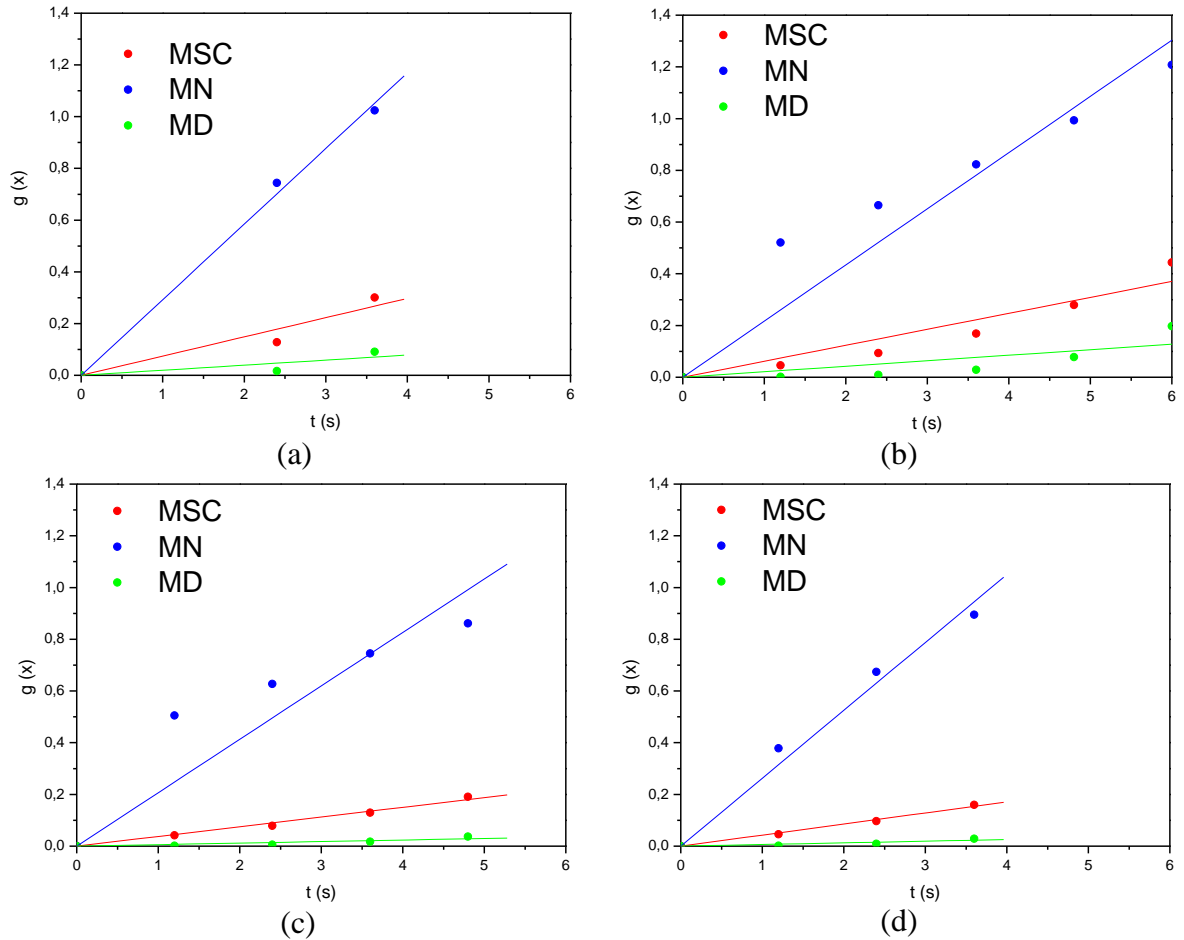 1,4
1,2
1,0
0,8
0,6
0,4
0,2
0,0
g (x)
MSC
MN
MD
0 1 2 3 4 5 6
t (s)
(a)
1,4
1,2
1,0
0,8
0,6
0,4
0,2
0,0
g (x)
MSC
MN
MD
0 1 2 3 4 5 6
t (s)
(b)
1,4
1,2
1,0
0,8
0,6
0,4
0,2
0,0
g (x)
MSC
MN
MD
0 1 2 3 4 5 6
t (s)
(c)
1,4
1,2
1,0
0,8
0,6
0,4
0,2
0,0
g (x)
MSC
MN
MD
0 1 2 3 4 5 6
t (s)
(d)